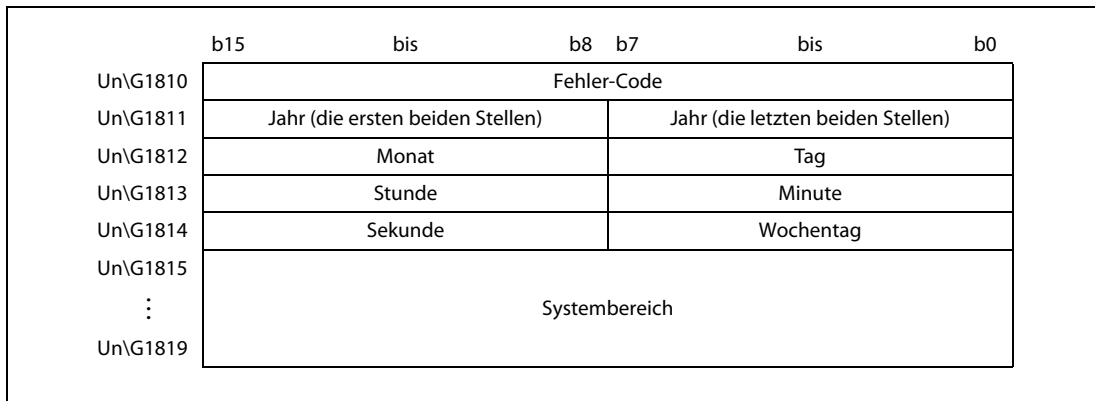 b15 bis b8 b7 bis b0
Un\G1810 Fehler-Code
Un\G1811 Jahr (die ersten beiden Stellen) Jahr (die letzten beiden Stellen)
Un\G1812 Monat Tag
Un\G1813 Stunde Minute
Un\G1814 Sekunde Wochentag
Un\G1815
⋮ Systembereich
Un\G1819